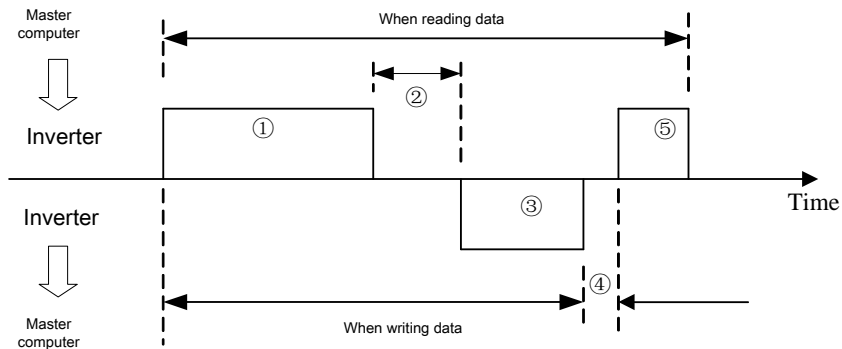 Master
computer
When reading data
②
①
⑤
Inverter
Time
Inverter
③
④
Master
computer
When writing data